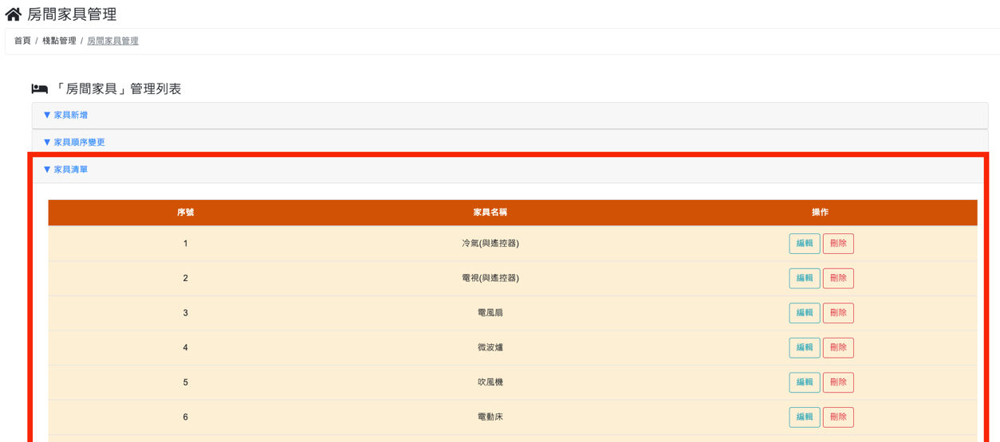 房間家具管理
首頁 / 棧點管理 / 房間家具管理
「房間家具」管理列表
▼ 家具新增
▼ 家具順序變更
▼ 家具清單
序號 家具名稱 操作
1 冷氣(與遙控器) 編輯 刪除
2 電視(與遙控器) 編輯 刪除
3 電風扇 編輯 刪除
4 微波爐 編輯 刪除
5 吹風機 編輯 刪除
6 電動床 編輯 刪除